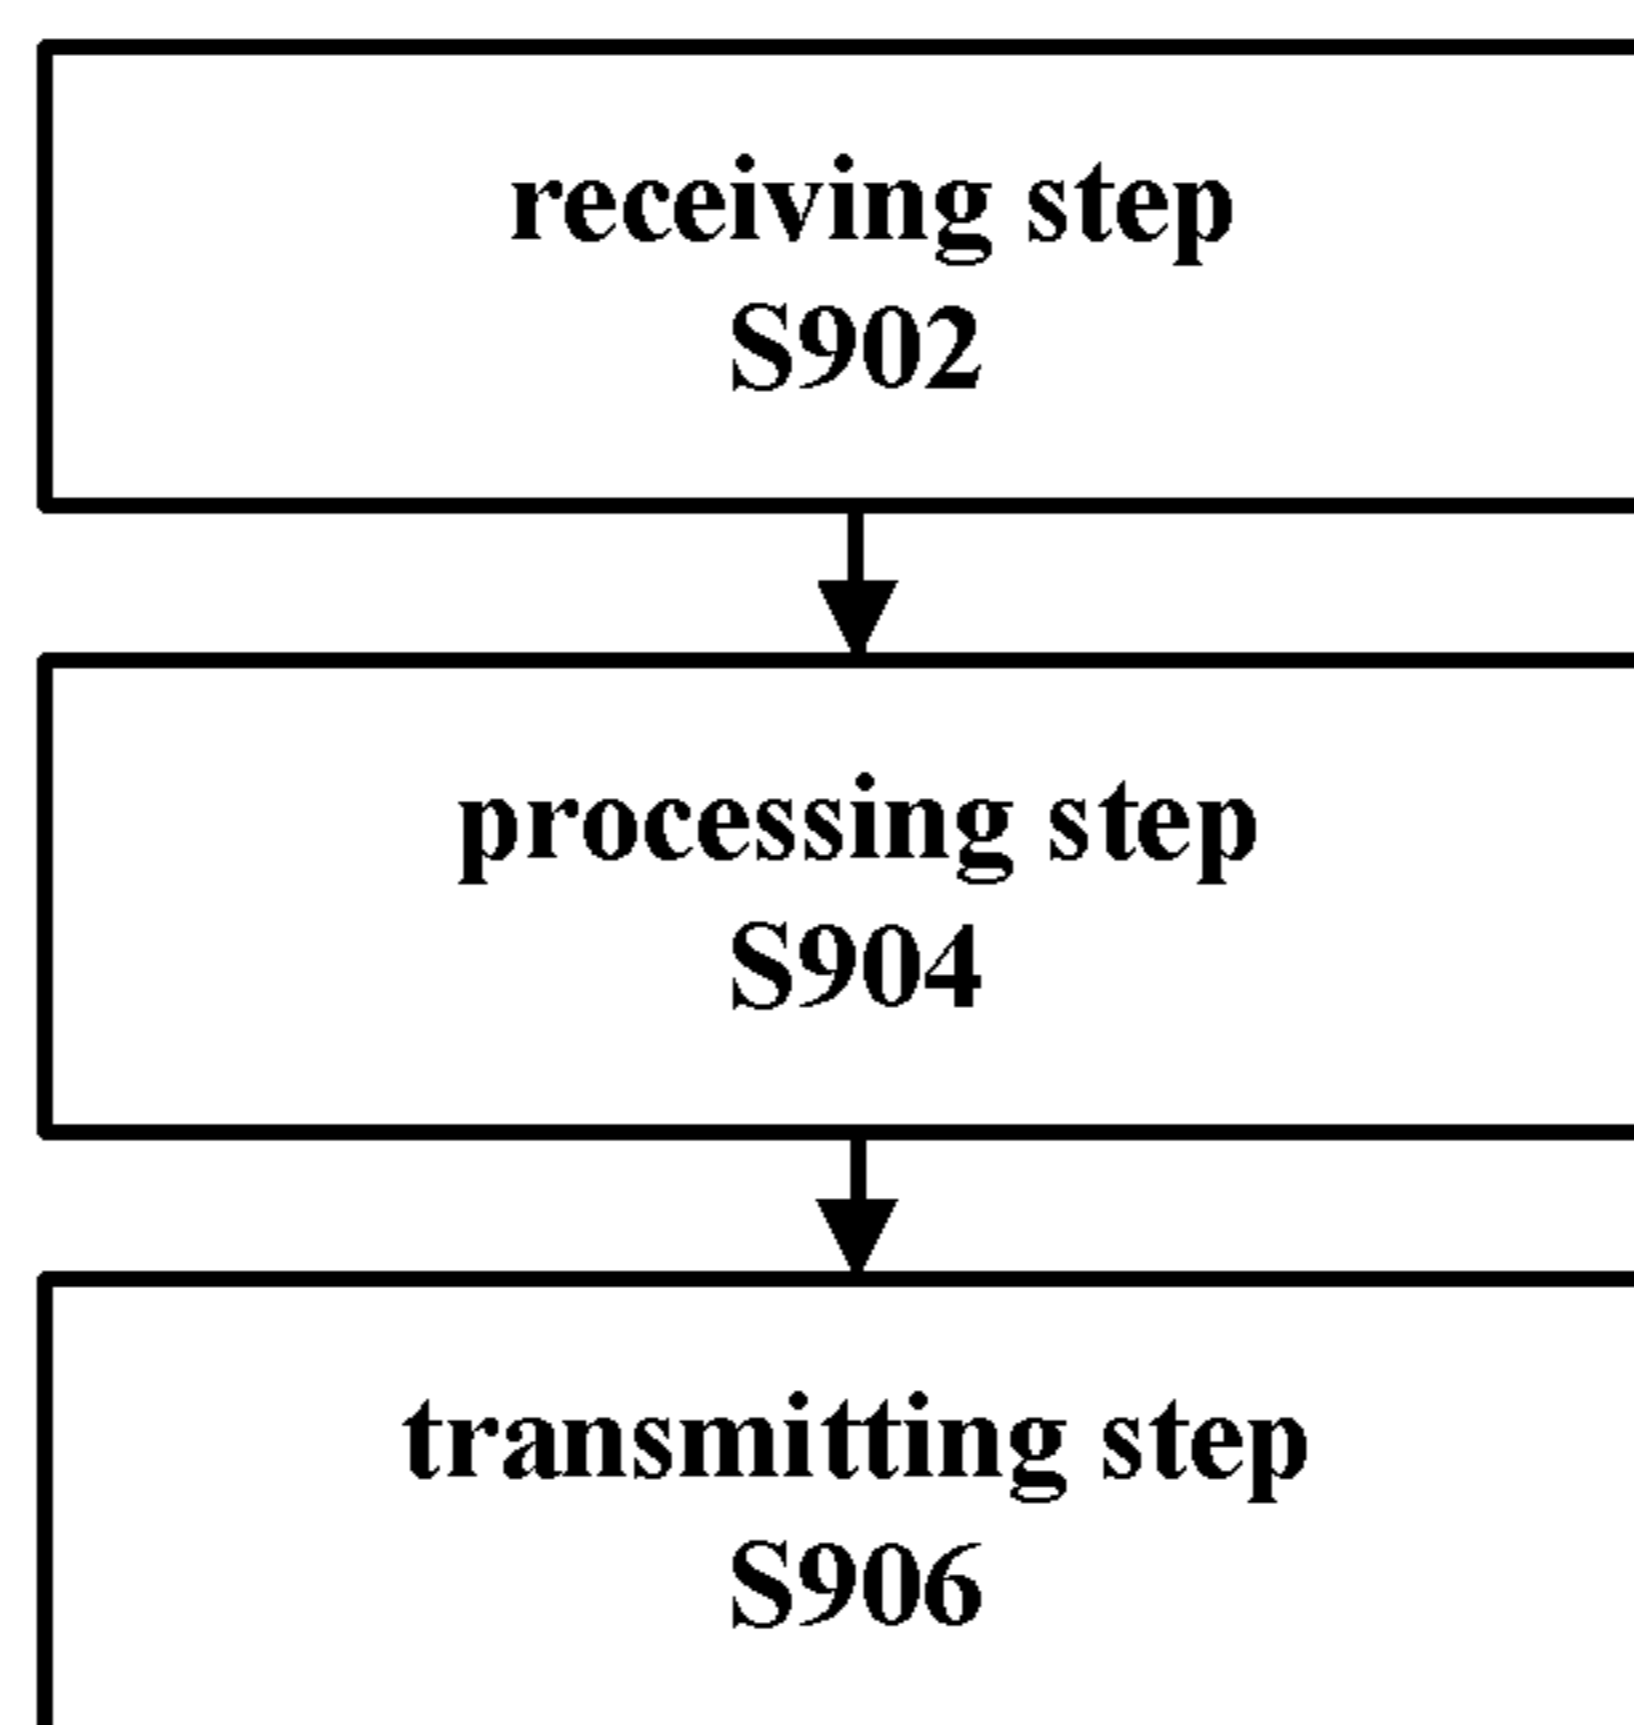 receiving step
S902
processing step
S904
transmitting step
S906